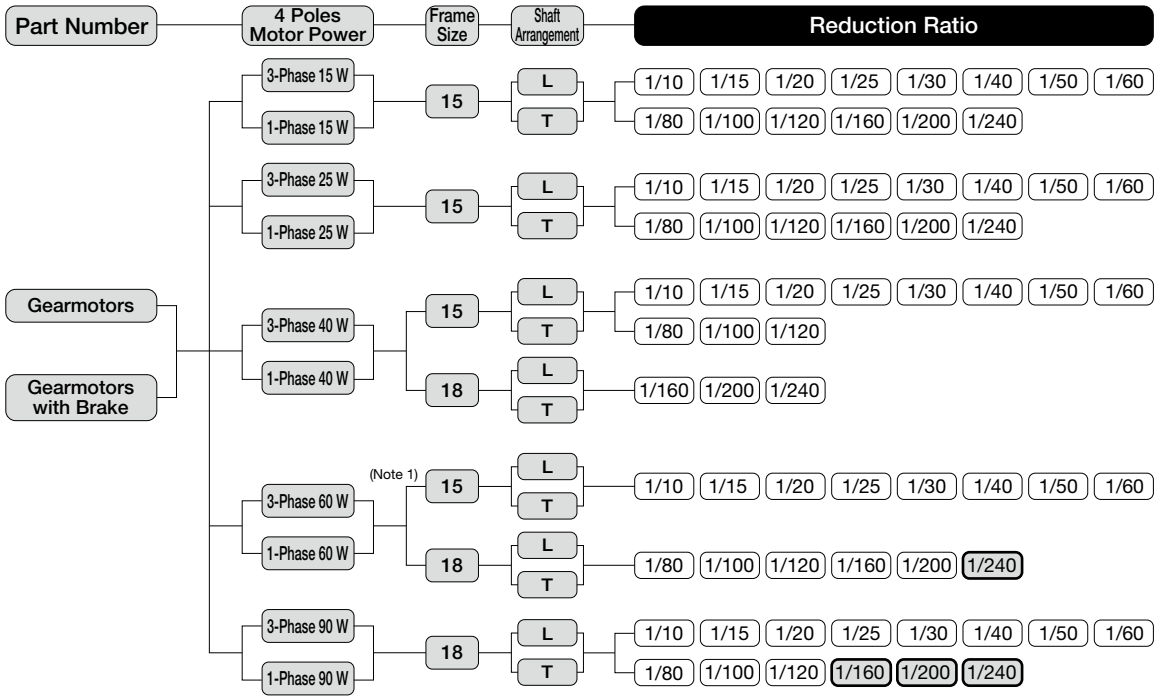 Part Number
4 Poles
Motor Power
Frame
Size
Shaft
Arrangement
Reduction Ratio
3-Phase 15 W
1-Phase 15 W
15
L
T
1/10 1/15 1/20 1/25 1/30 1/40 1/50 1/60
1/80 1/100 1/120 1/160 1/200 1/240
3-Phase 25 W
1-Phase 25 W
15
L
T
1/10 1/15 1/20 1/25 1/30 1/40 1/50 1/60
1/80 1/100 1/120 1/160 1/200 1/240
Gearmotors
Gearmotors
with Brake
3-Phase 40 W
1-Phase 40 W
15
L
T
1/10 1/15 1/20 1/25 1/30 1/40 1/50 1/60
1/80 1/100 1/120
18
L
T
1/160 1/200 1/240
3-Phase 60 W
1-Phase 60 W
(Note 1)
15
L
T
1/10 1/15 1/20 1/25 1/30 1/40 1/50 1/60
18
L
T
1/80 1/100 1/120 1/160 1/200 1/240
3-Phase 90 W
1-Phase 90 W
18
L
T
1/10 1/15 1/20 1/25 1/30 1/40 1/50 1/60
1/80 1/100 1/120 1/160 1/200 1/240